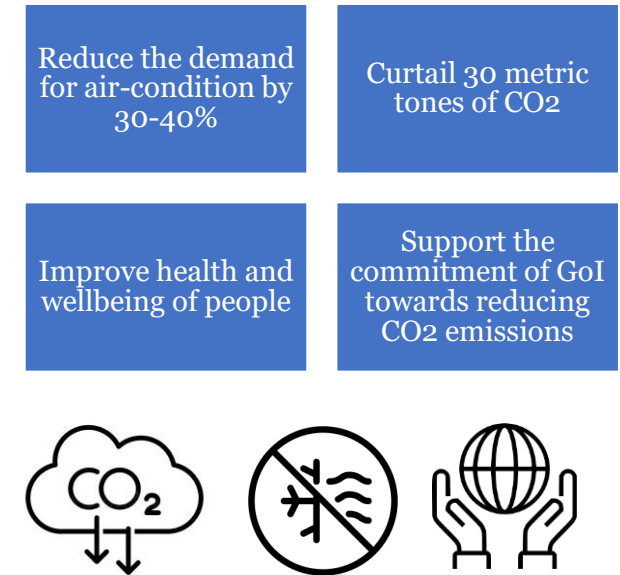 Reduce the demand
for air-condition by
30-40%
Curtail 30 metric
tones of CO2
Improve health and
wellbeing of people
Support the
commitment of GoI
towards reducing
CO2 emissions
CO2